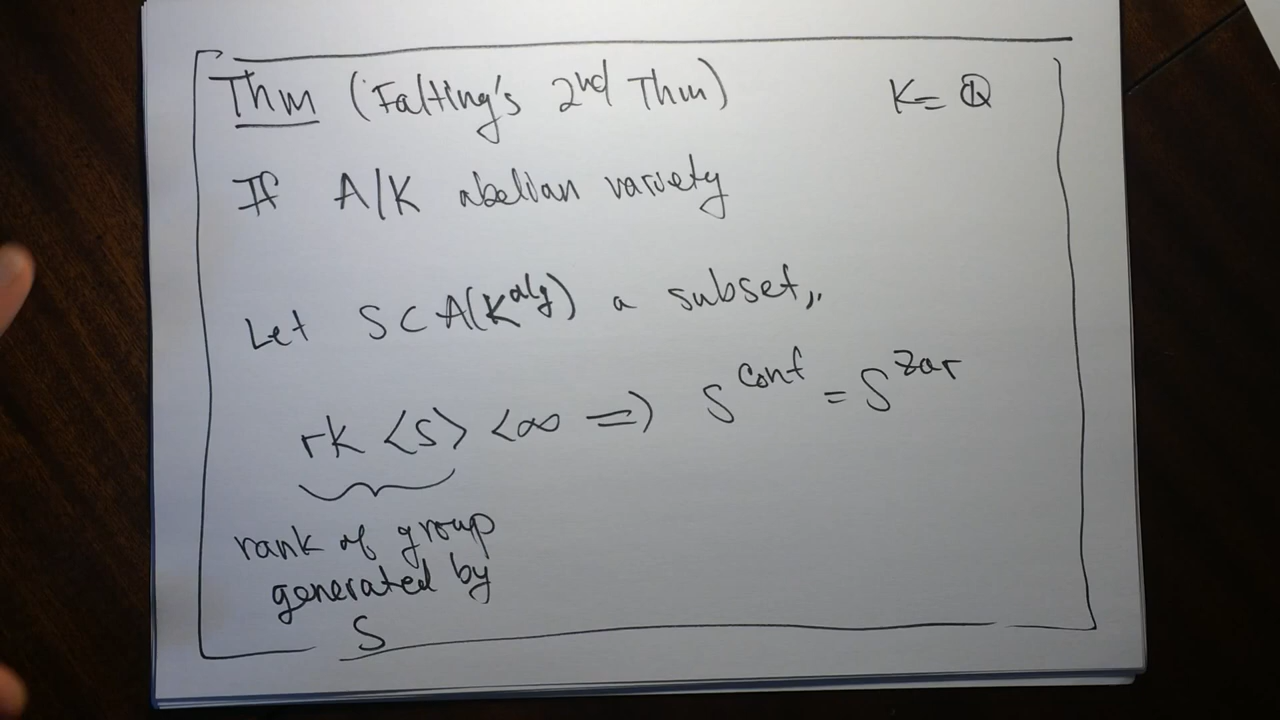 Thm (Falting's 2nd Thm) K = ℚ
If A/K abelian variety
Let S ⊂ A(K^alg) a subset,.
rk <S> <∞ => S^conf = S^zar
rank of group
generated by
S